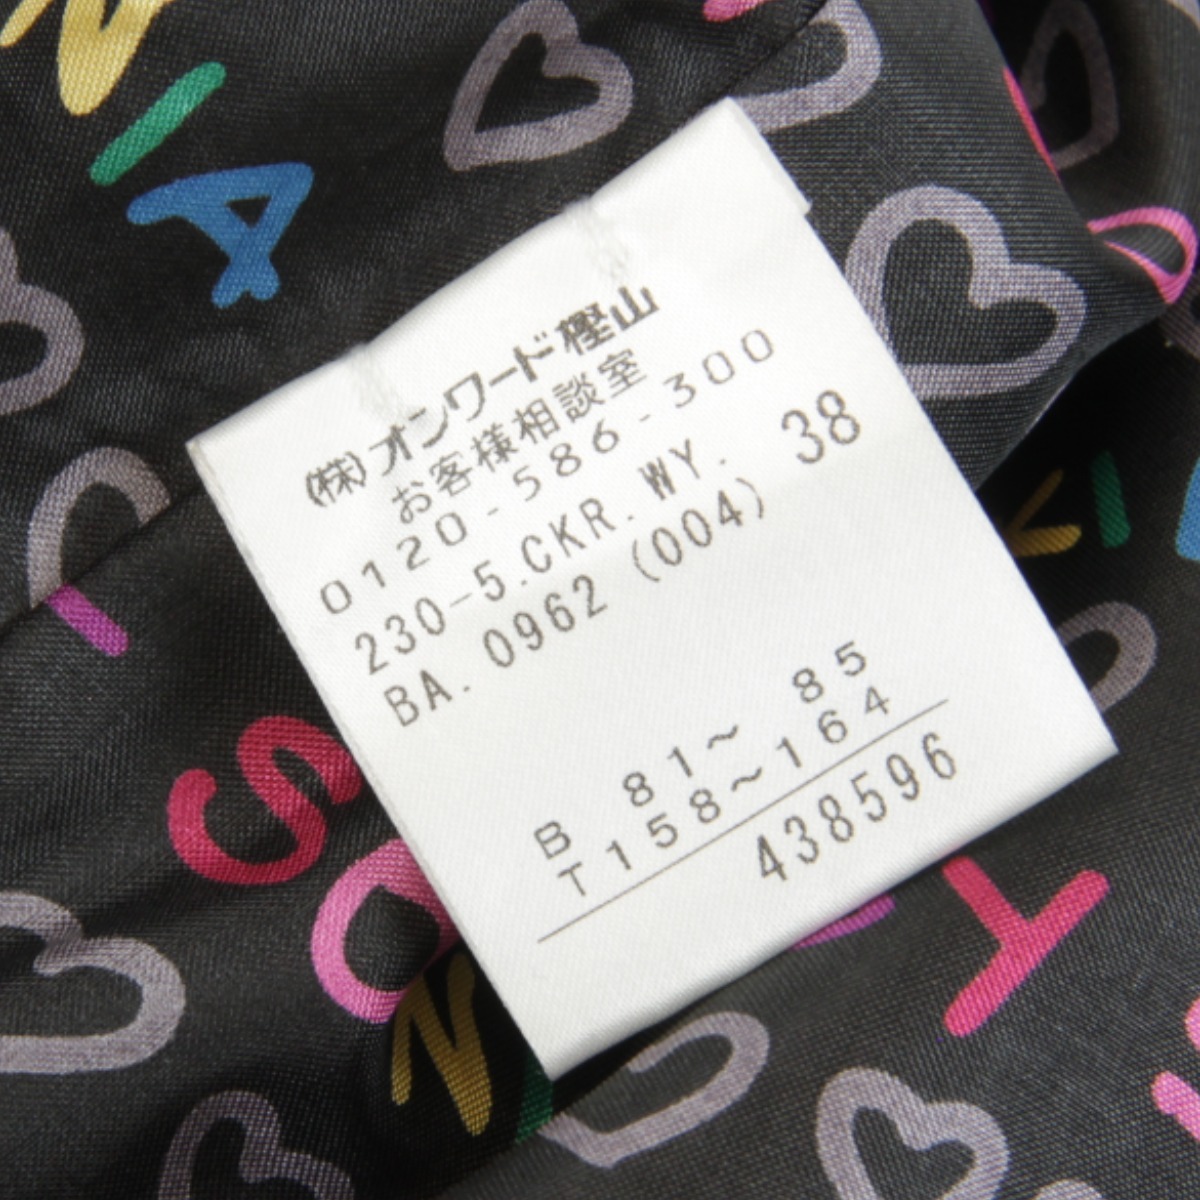 (株)オンワード樫山
お客様相談室
0120-586-300
230-5.CKR.WY. 38
BA.0962 (004)
B 81～ 85
T158～164
438596